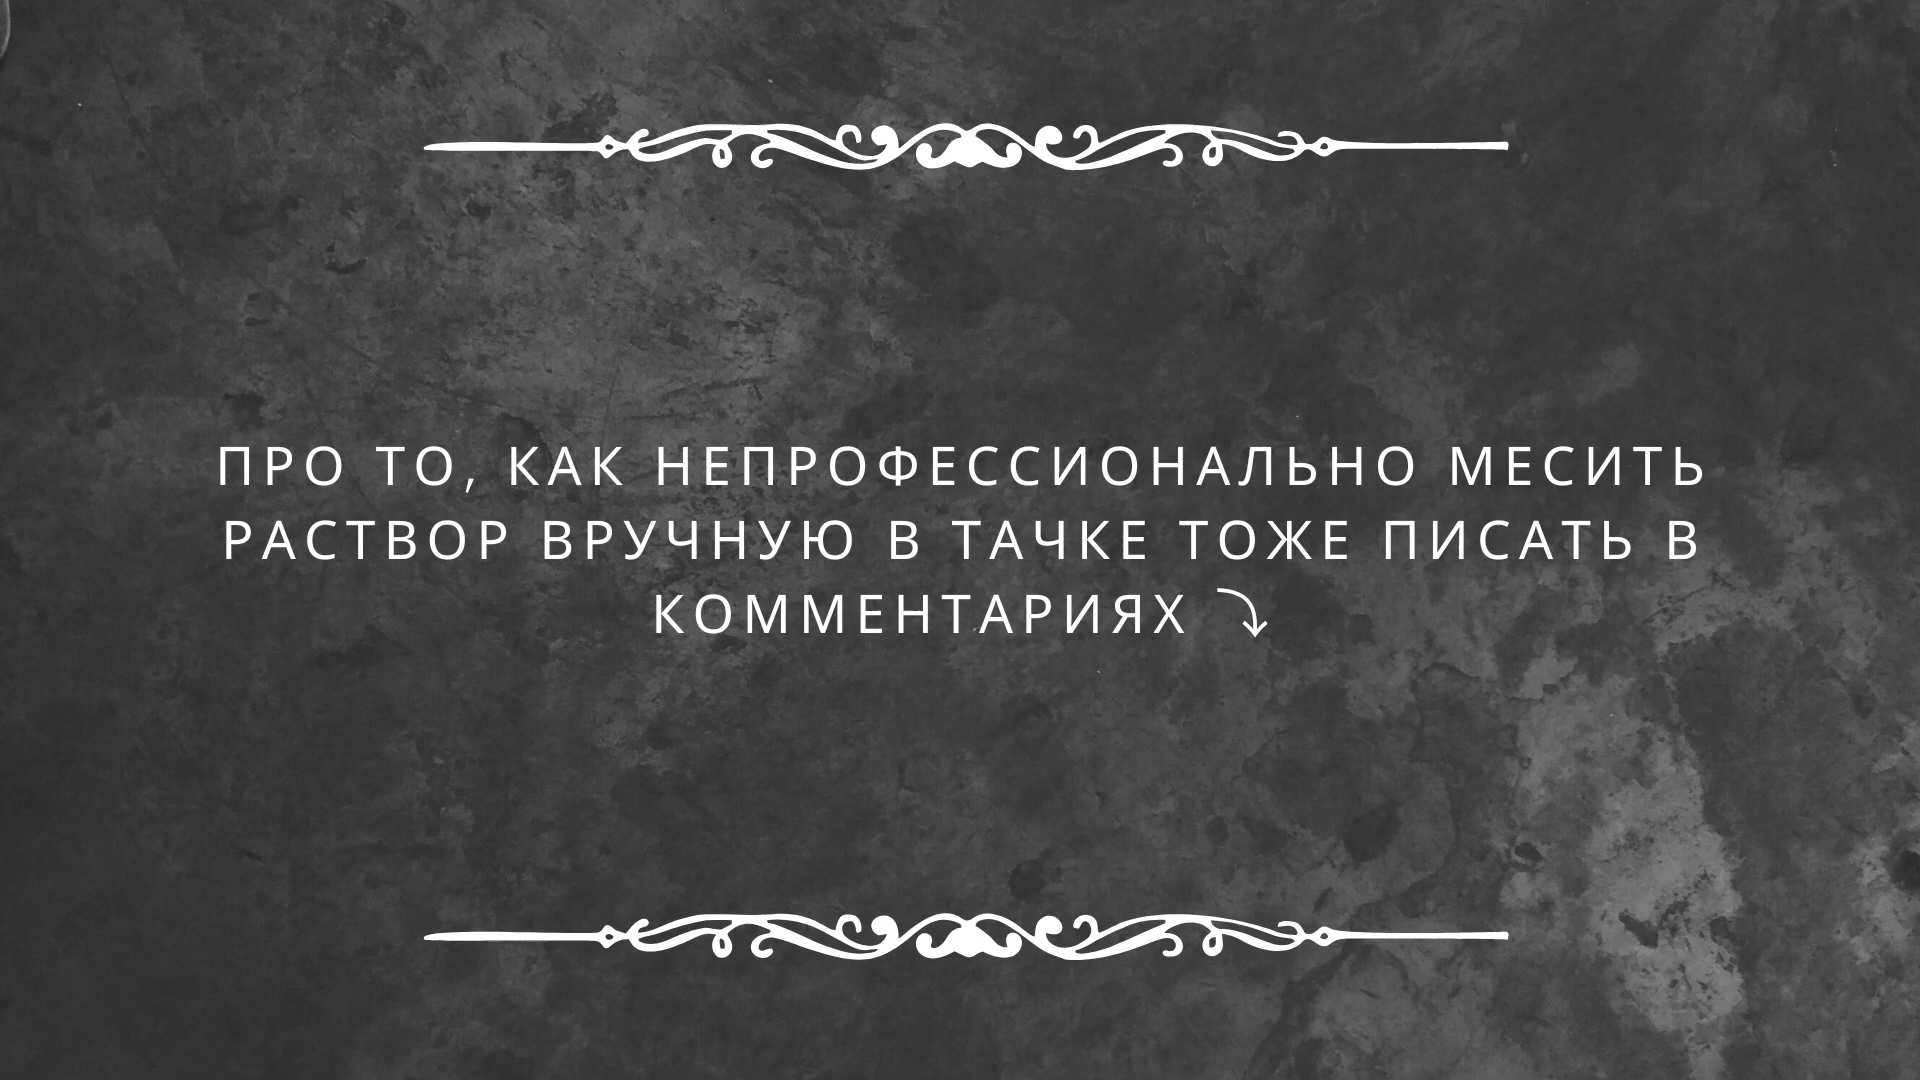 ПРО ТО, КАК НЕПРОФЕССИОНАЛЬНО МЕСИТЬ
РАСТВОР ВРУЧНУЮ В ТАЧКЕ ТОЖЕ ПИСАТЬ В
КОММЕНТАРИЯХ ⤵